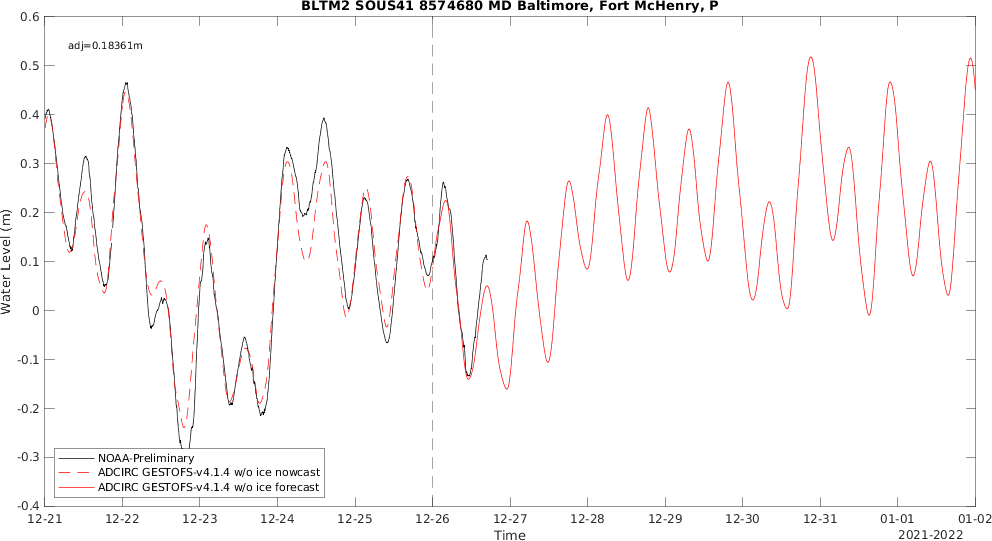 BLTM2 SOUS41 8574680 MD Baltimore, Fort McHenry, P
adj=0.18361m
Water Level (m)
0.6
0.5
0.4
0.3
0.2
0.1
0
-0.1
-0.2
-0.3
-0.4
NOAA-Preliminary
ADCIRC GESTOFS-v4.1.4 w/o ice nowcast
ADCIRC GESTOFS-v4.1.4 w/o ice forecast
12-21 12-22 12-23 12-24 12-25 12-26 12-27 12-28 12-29 12-30 12-31 01-01 01-02
Time
2021-2022